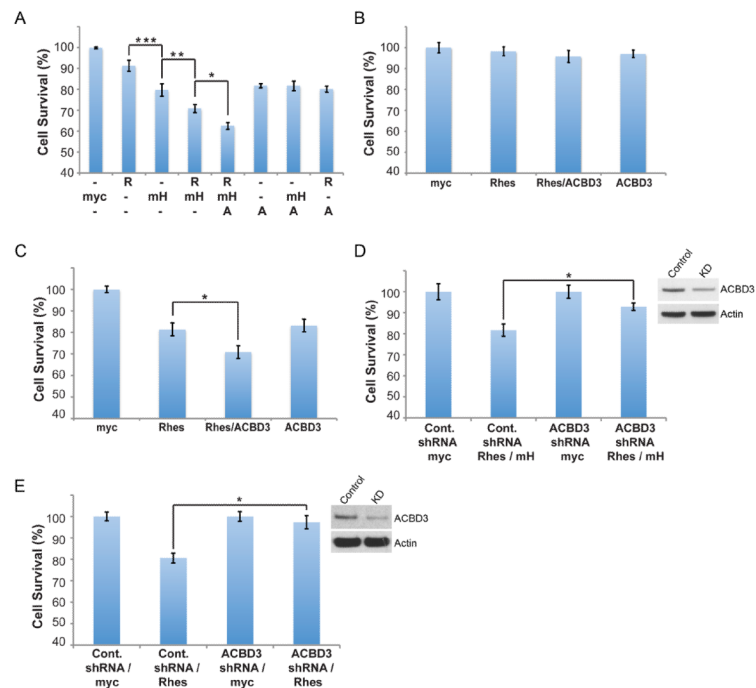 A
Cell Survival (%)
100
90
80
70
60
50
40
***
**
*
- R - R R - - R
myc - mH mH mH - mH -
- - - - A A A A
B
Cell Survival (%)
100
90
80
70
60
50
40
myc Rhes Rhes/ACBD3 ACBD3
C
Cell Survival (%)
100
90
80
70
60
50
40
*
myc Rhes Rhes/ACBD3 ACBD3
D
Cell Survival (%)
100
90
80
70
60
50
40
*
Cont. Cont. ACBD3 ACBD3
shRNA shRNA shRNA shRNA
myc Rhes / mH myc Rhes / mH
Control KD
ACBD3
Actin
E
Cell Survival (%)
100
90
80
70
60
50
40
*
Cont. Cont. ACBD3 ACBD3
shRNA / shRNA / shRNA / shRNA /
myc Rhes myc Rhes
Control KD
ACBD3
Actin